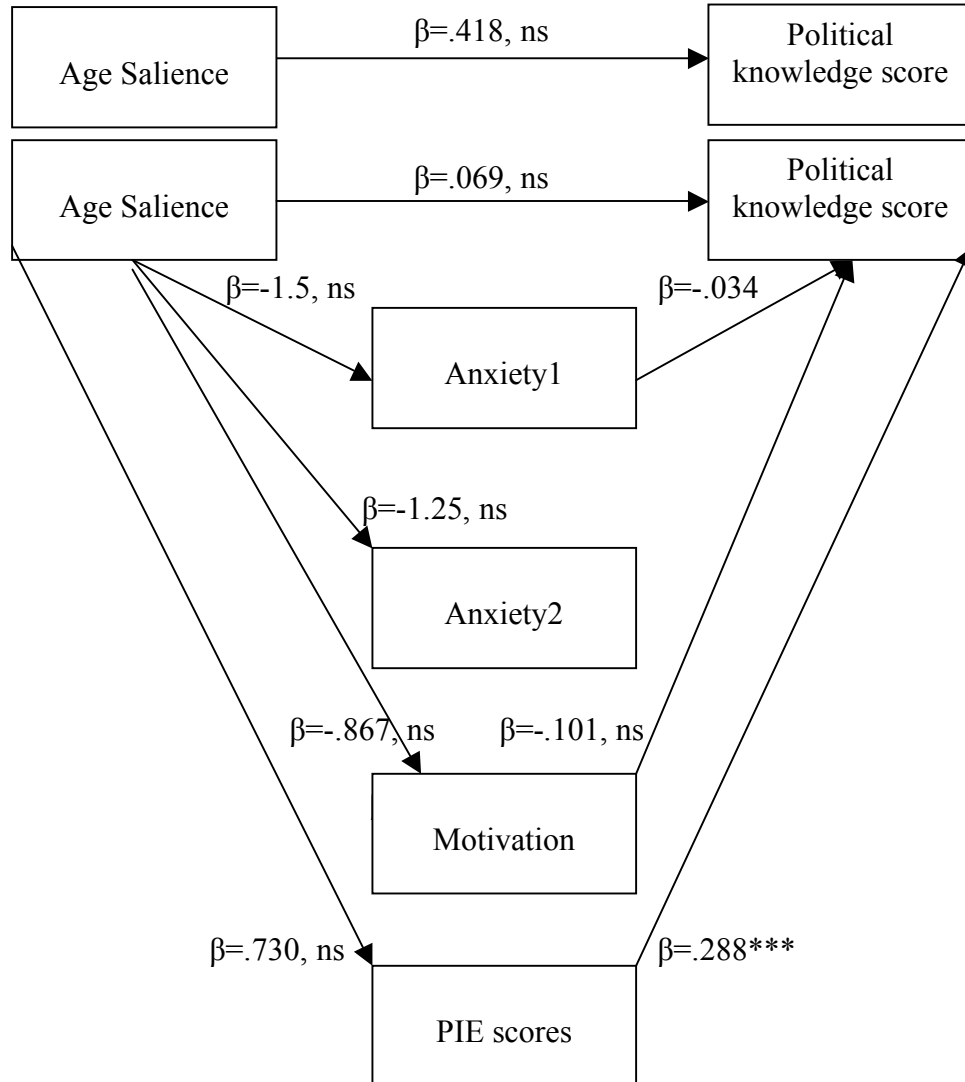 β=.418, ns
Age Salience
Political
knowledge score
β=.069, ns
Age Salience
Political
knowledge score
β=-1.5, ns
β=-.034
Anxiety1
β=-1.25, ns
Anxiety2
β=-.867, ns
β=-.101, ns
Motivation
β=.730, ns
β=.288***
PIE scores